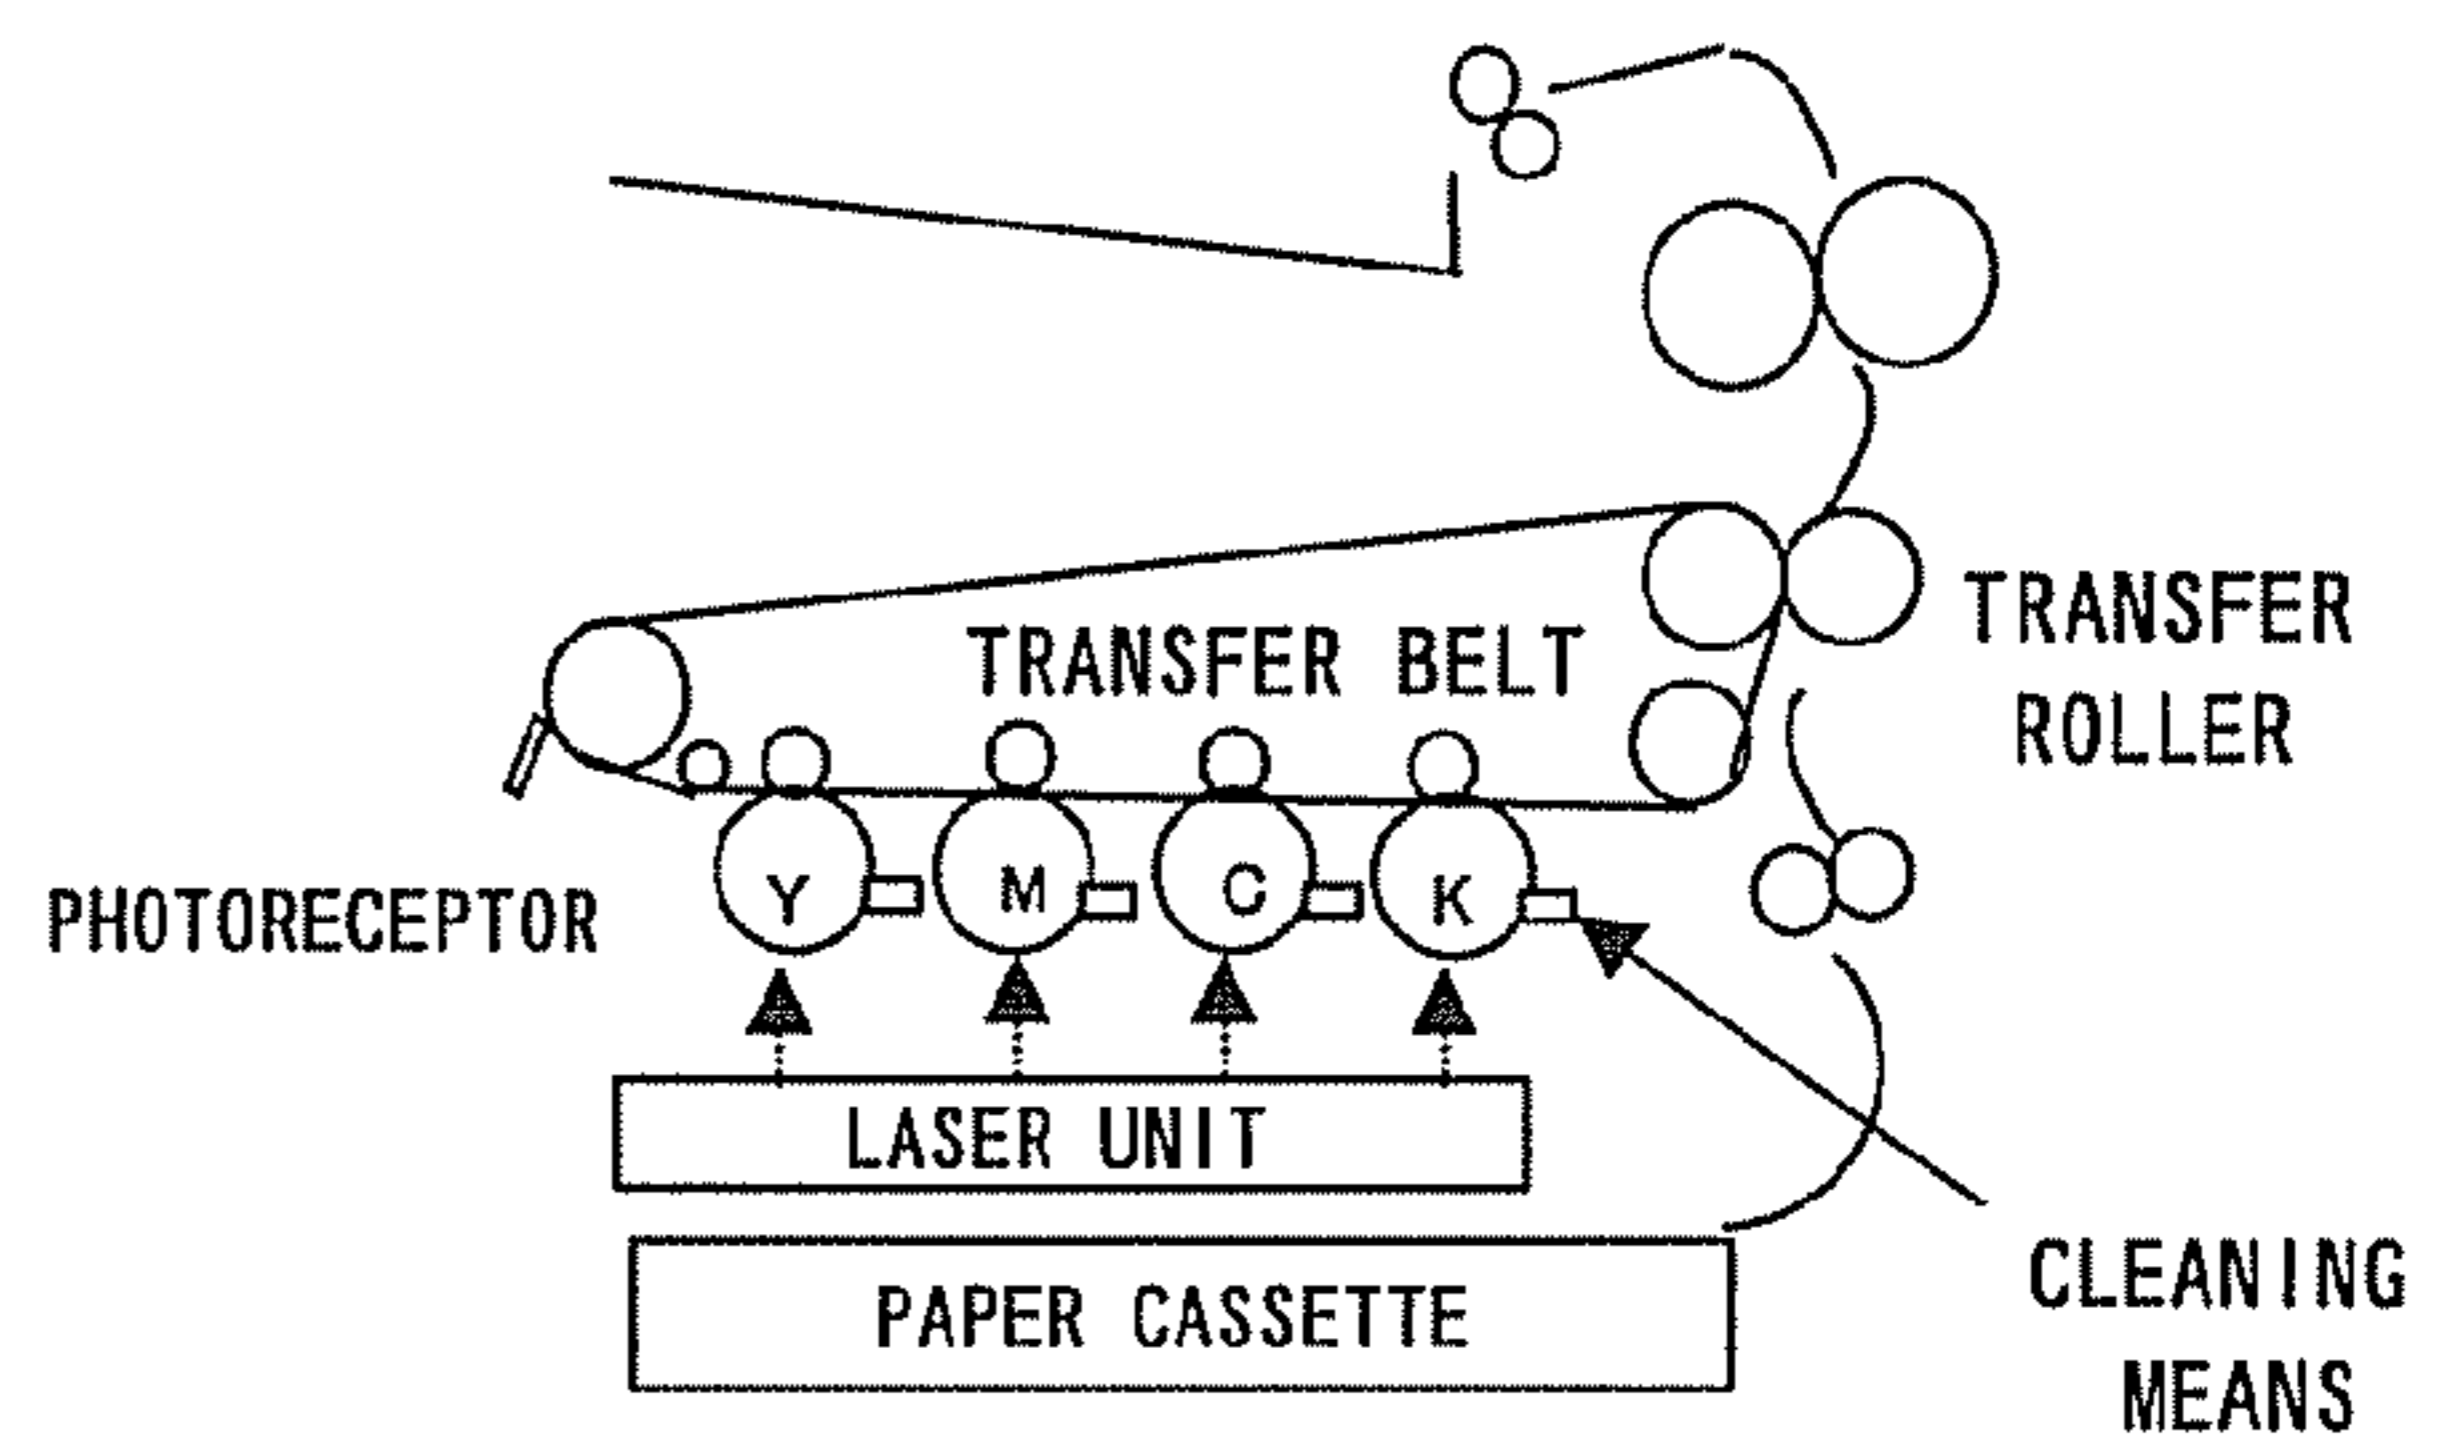 TRANSFER BELT
TRANSFER
ROLLER
PHOTORECEPTOR
Y
M
C
K
LASER UNIT
PAPER CASSETTE
CLEANING
MEANS